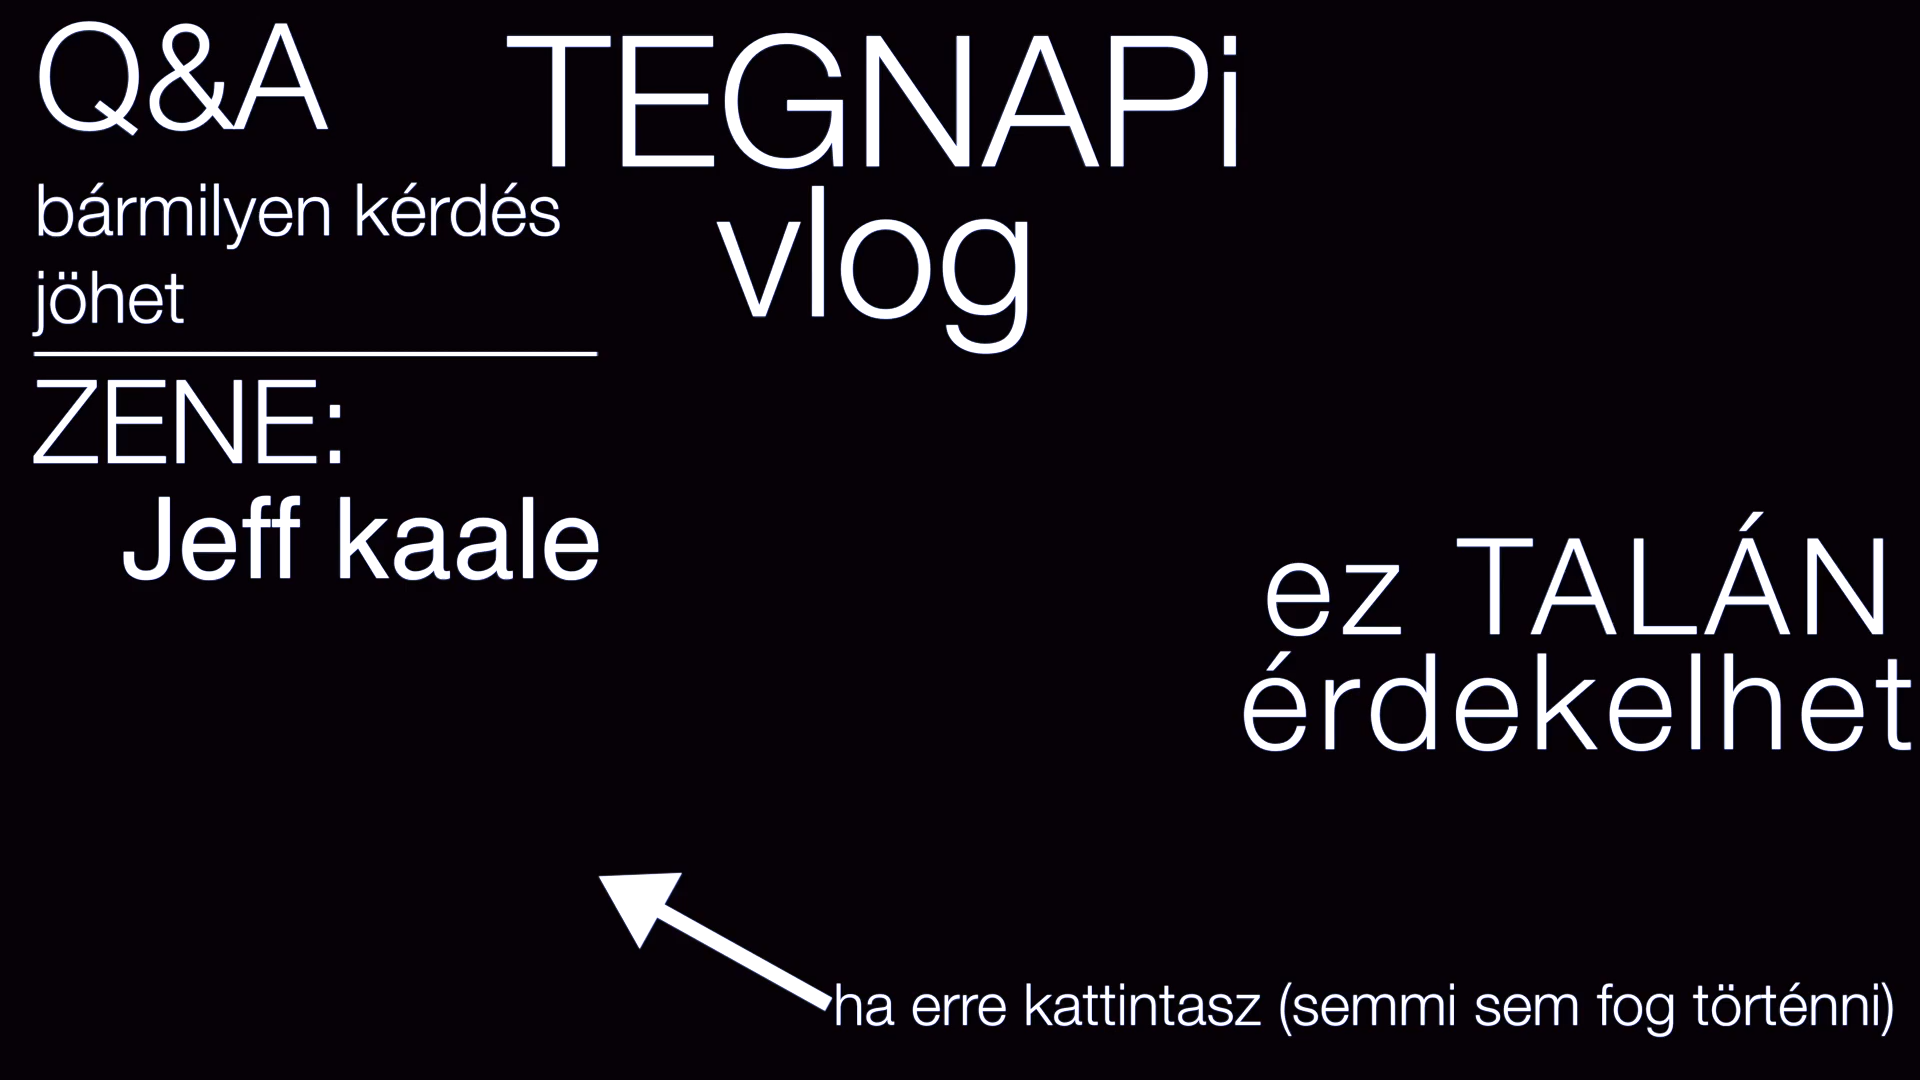 Q&A
bármilyen kérdés
jöhet
ZENE:
Jeff kaale
TEGNAPi
vlog
ez TALÁN
érdekelhet
ha erre kattintasz (semmi sem fog történni)